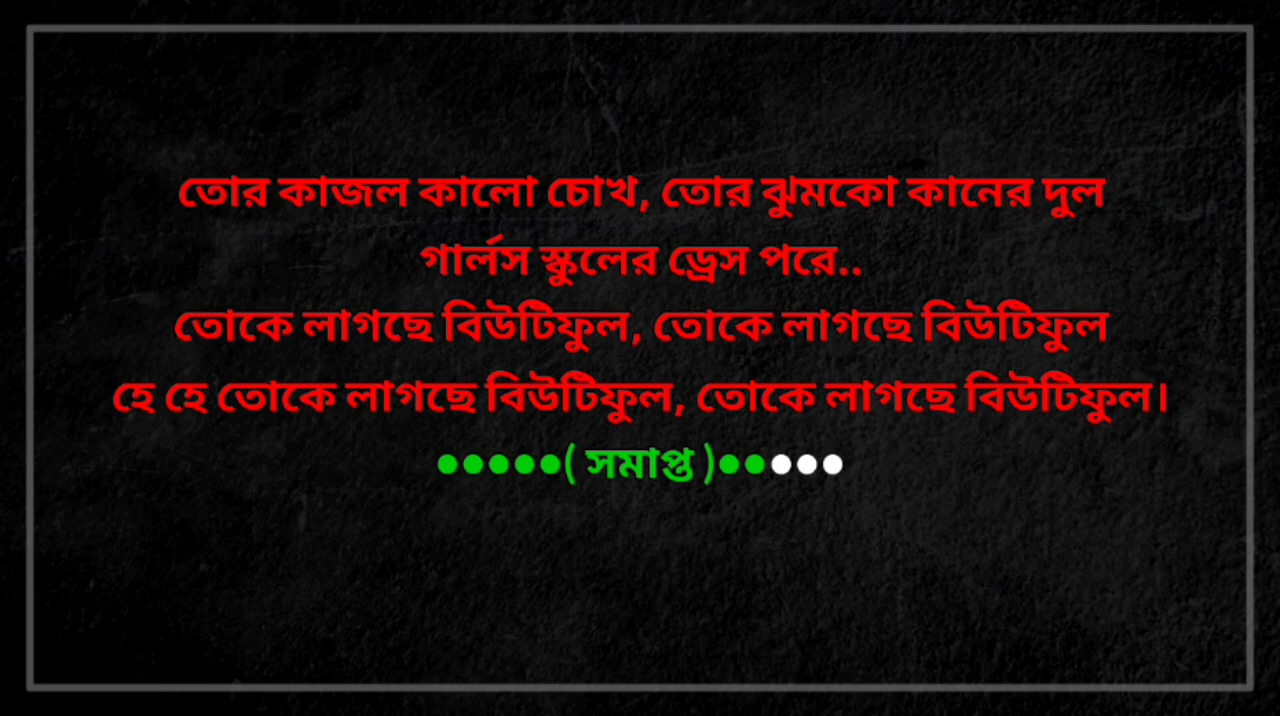 তোর কাজল কালো চোখ, তোর ঝুমকো কানের দুল
গার্লস স্কুলের ড্রেস পরে..
তোকে লাগছে বিউটিফুল, তোকে লাগছে বিউটিফুল
হে হে তোকে লাগছে বিউটিফুল, তোকে লাগছে বিউটিফুল।
●●●●●( সমাপ্ত )●●●●●